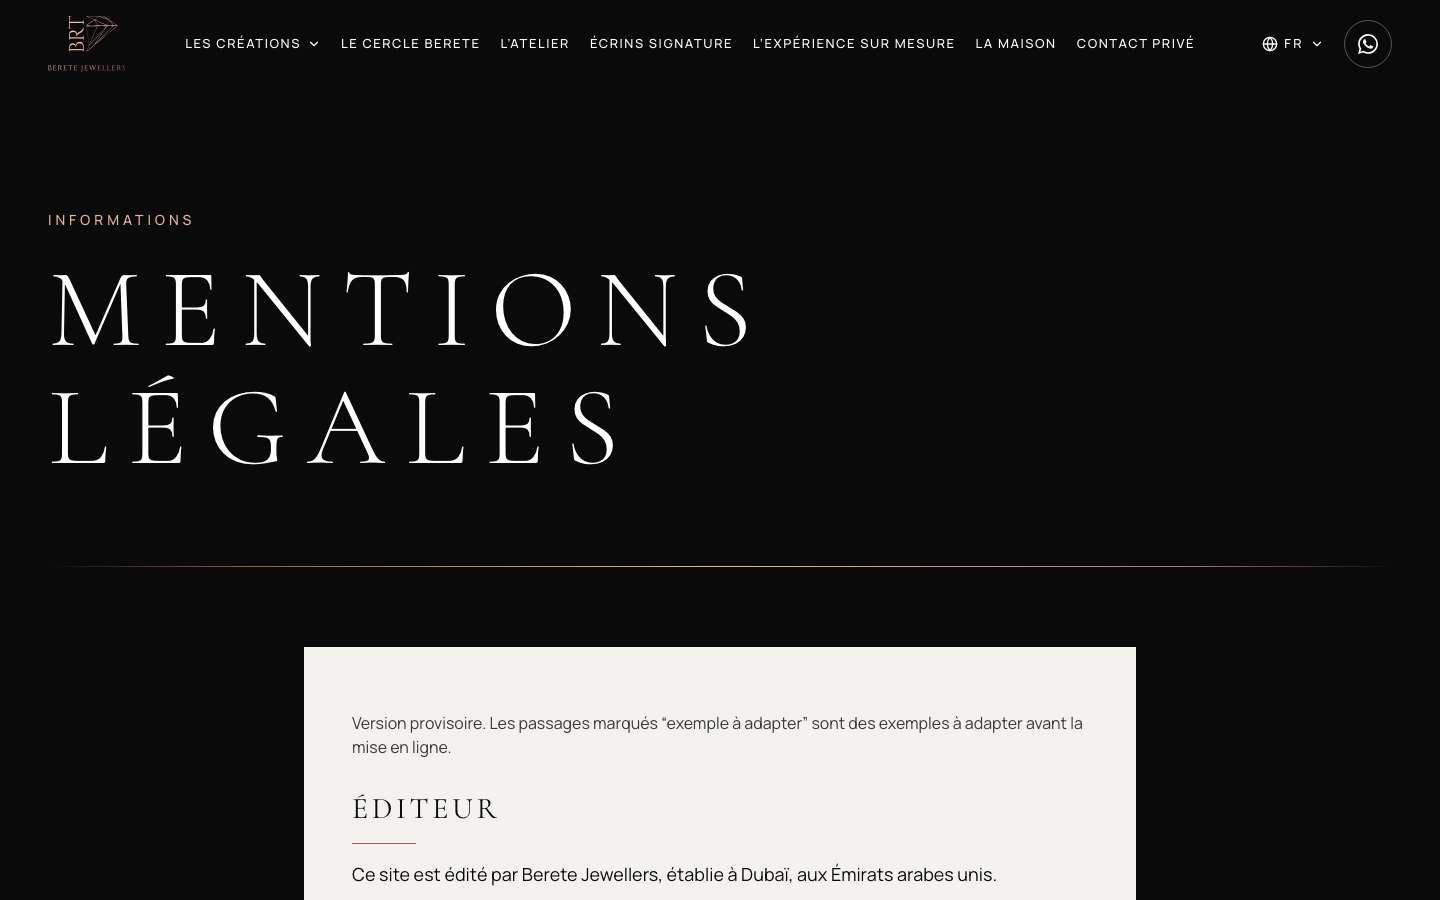 BRT
BERETE JEWELLERS
LES CRÉATIONS
LE CERCLE BERETE
L’ATELIER
ÉCRINS SIGNATURE
L’EXPÉRIENCE SUR MESURE
LA MAISON
CONTACT PRIVÉ
FR
INFORMATIONS
MENTIONS
LÉGALES
Version provisoire. Les passages marqués “exemple à adapter” sont des exemples à adapter avant la
mise en ligne.
ÉDITEUR
Ce site est édité par Berete Jewellers, établie à Dubaï, aux Émirats arabes unis.